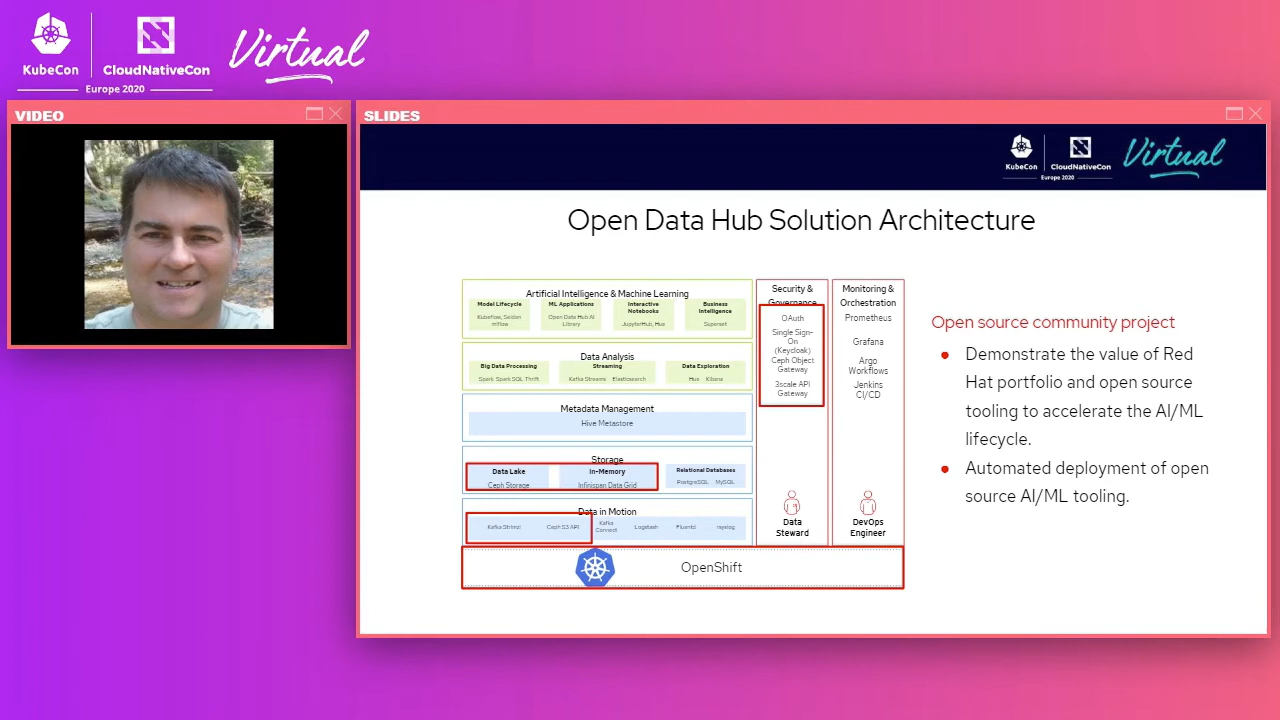 KubeCon
CloudNativeCon
Europe 2020
Virtual
VIDEO
SLIDES
KubeCon
CloudNativeCon
Europe 2020
Virtual
Open Data Hub Solution Architecture
Artificial Intelligence & Machine Learning
Model Lifecycle
Kubeflow, Seldon
mlflow
ML Applications
Open Data Hub AI
Library
Interactive
Notebooks
JupyterHub, Hue
Business
Intelligence
Superset
Data Analysis
Big Data Processing
Spark Spark SQL Thrift
Streaming
Kafka Streams Elasticsearch
Data Exploration
Hue Kibana
Metadata Management
Hive Metastore
Storage
Data Lake
Ceph Storage
In-Memory
Infinispan Data Grid
Relational Databases
PostgreSQL MySQL
Data in Motion
Kafka Strimzi
Ceph S3 API
Kafka
Connect
Logstash
Fluentd
rsyslog
Security &
Governance
OAuth
Single Sign-
On
(Keycloak)
Ceph Object
Gateway
3scale API
Gateway
Data
Steward
Monitoring &
Orchestration
Prometheus
Grafana
Argo
Workflows
Jenkins
CI/CD
DevOps
Engineer
OpenShift
Open source community project
● Demonstrate the value of Red
Hat portfolio and open source
tooling to accelerate the AI/ML
lifecycle.
● Automated deployment of open
source AI/ML tooling.